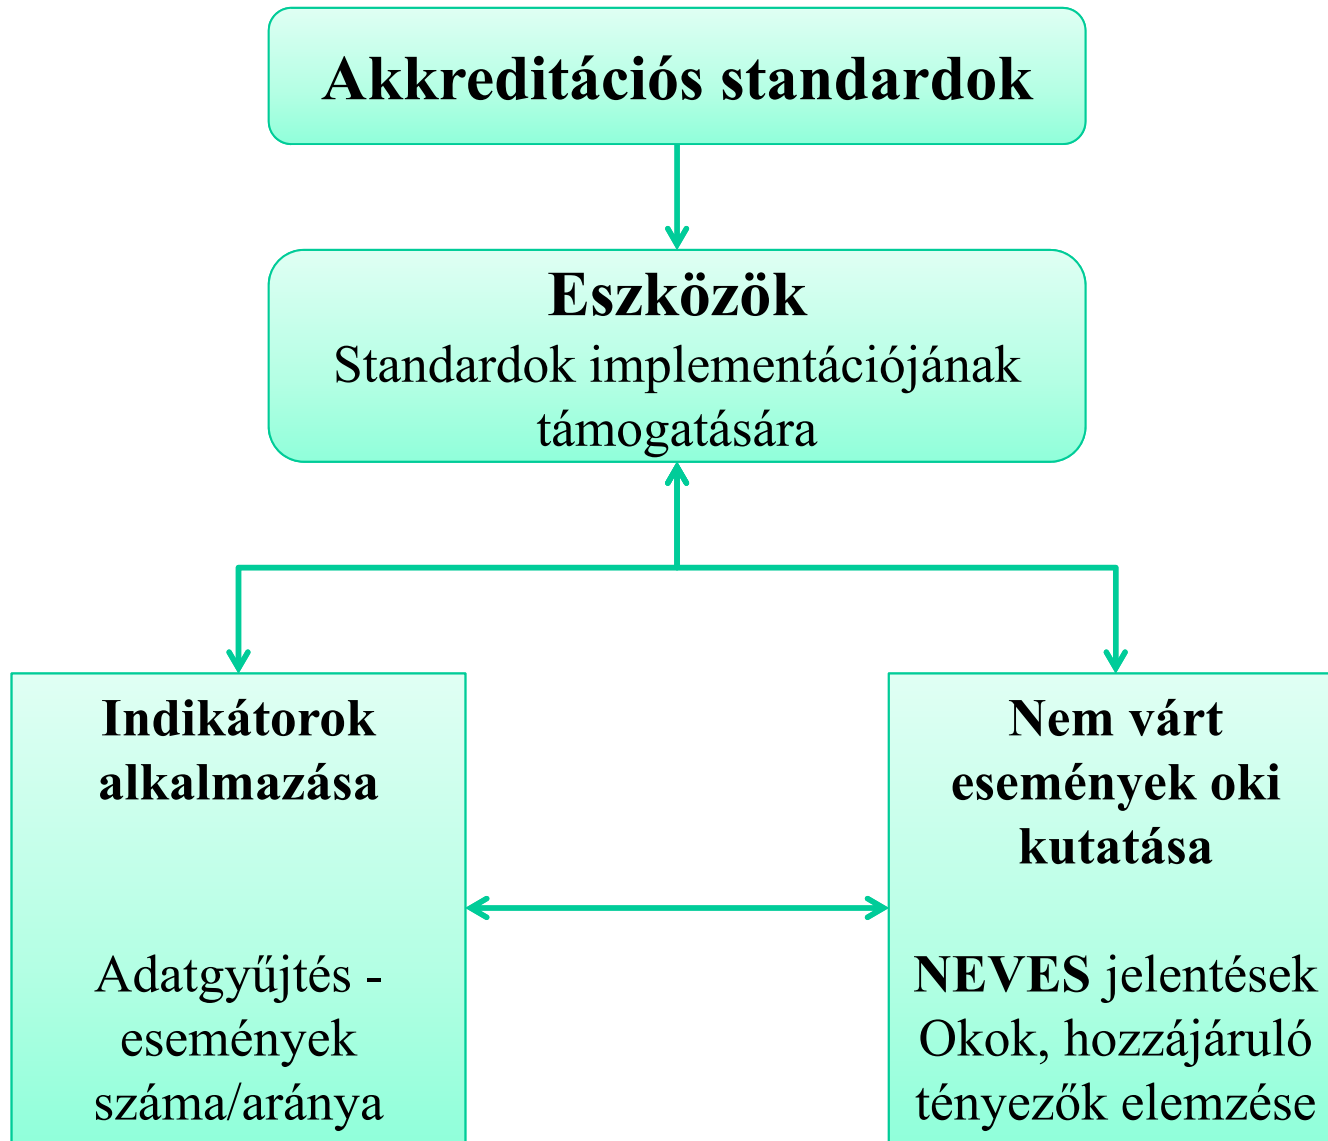 Akkreditációs standardok
Eszközök
Standardok implementációjának
támogatására
Indikátorok
alkalmazása
Adatgyűjtés -
események
száma/aránya
Nem várt
események oki
kutatása
NEVES jelentések
Okok, hozzájáruló
tényezők elemzése